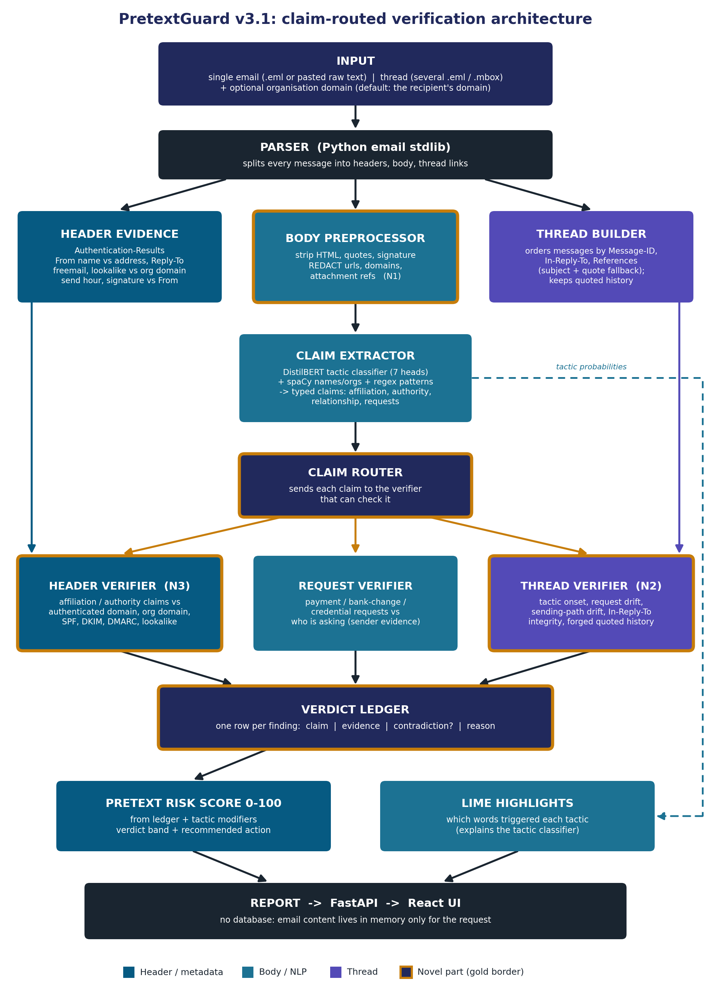 PretextGuard v3.1: claim-routed verification architecture
INPUT
single email (.eml or pasted raw text)  |  thread (several .eml / .mbox)
+ optional organisation domain (default: the recipient's domain)
PARSER  (Python email stdlib)
splits every message into headers, body, thread links
HEADER EVIDENCE
Authentication-Results
From name vs address, Reply-To
freemail, lookalike vs org domain
send hour, signature vs From
BODY PREPROCESSOR
strip HTML, quotes, signature
REDACT urls, domains,
attachment refs   (N1)
THREAD BUILDER
orders messages by Message-ID,
In-Reply-To, References
(subject + quote fallback);
keeps quoted history
CLAIM EXTRACTOR
DistilBERT tactic classifier (7 heads)
+ spaCy names/orgs + regex patterns
-> typed claims: affiliation, authority,
relationship, requests
tactic probabilities
CLAIM ROUTER
sends each claim to the verifier
that can check it
HEADER VERIFIER  (N3)
affiliation / authority claims vs
authenticated domain, org domain,
SPF, DKIM, DMARC, lookalike
REQUEST VERIFIER
payment / bank-change /
credential requests vs
who is asking (sender evidence)
THREAD VERIFIER  (N2)
tactic onset, request drift,
sending-path drift, In-Reply-To
integrity, forged quoted history
VERDICT LEDGER
one row per finding:  claim  |  evidence  |  contradiction?  |  reason
PRETEXT RISK SCORE 0-100
from ledger + tactic modifiers
verdict band + recommended action
LIME HIGHLIGHTS
which words triggered each tactic
(explains the tactic classifier)
REPORT  ->  FastAPI  ->  React UI
no database: email content lives in memory only for the request
Header / metadata
Body / NLP
Thread
Novel part (gold border)